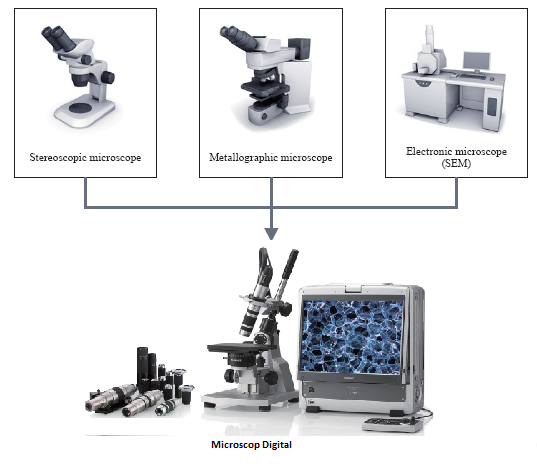 Stereoscopic microscope
Metallographic microscope
Electronic microscope
(SEM)
Microscop Digital